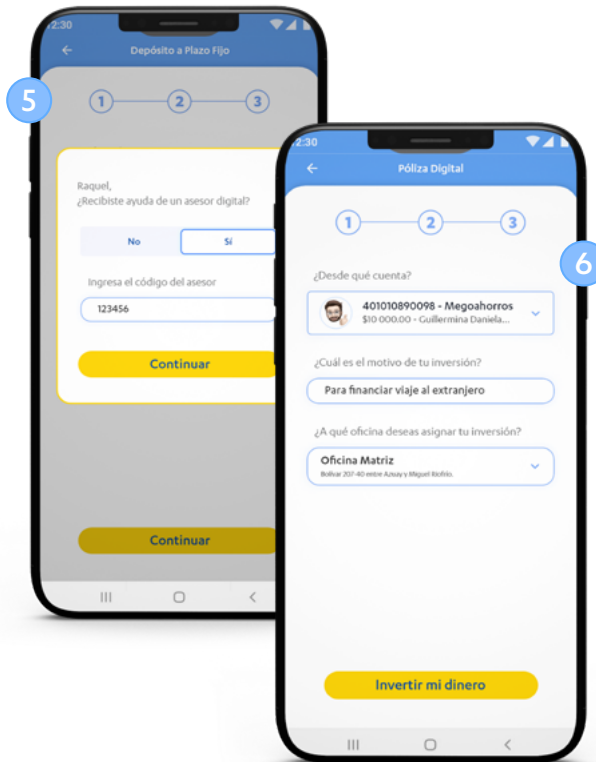 5
2:30
Depósito a Plazo Fijo
1 2 3
Raquel,
¿Recibiste ayuda de un asesor digital?
No Sí
Ingresa el código del asesor
123456
Continuar
Continuar
6
2:30
Póliza Digital
1 2 3
¿Desde qué cuenta?
401010890098 - Megoahorros
$10 000.00 - Guillermina Daniela...
¿Cuál es el motivo de tu inversión?
Para financiar viaje al extranjero
¿A qué oficina deseas asignar tu inversión?
Oficina Matriz
Bolívar 207-40 entre Azuay y Miguel Riofrío.
Invertir mi dinero